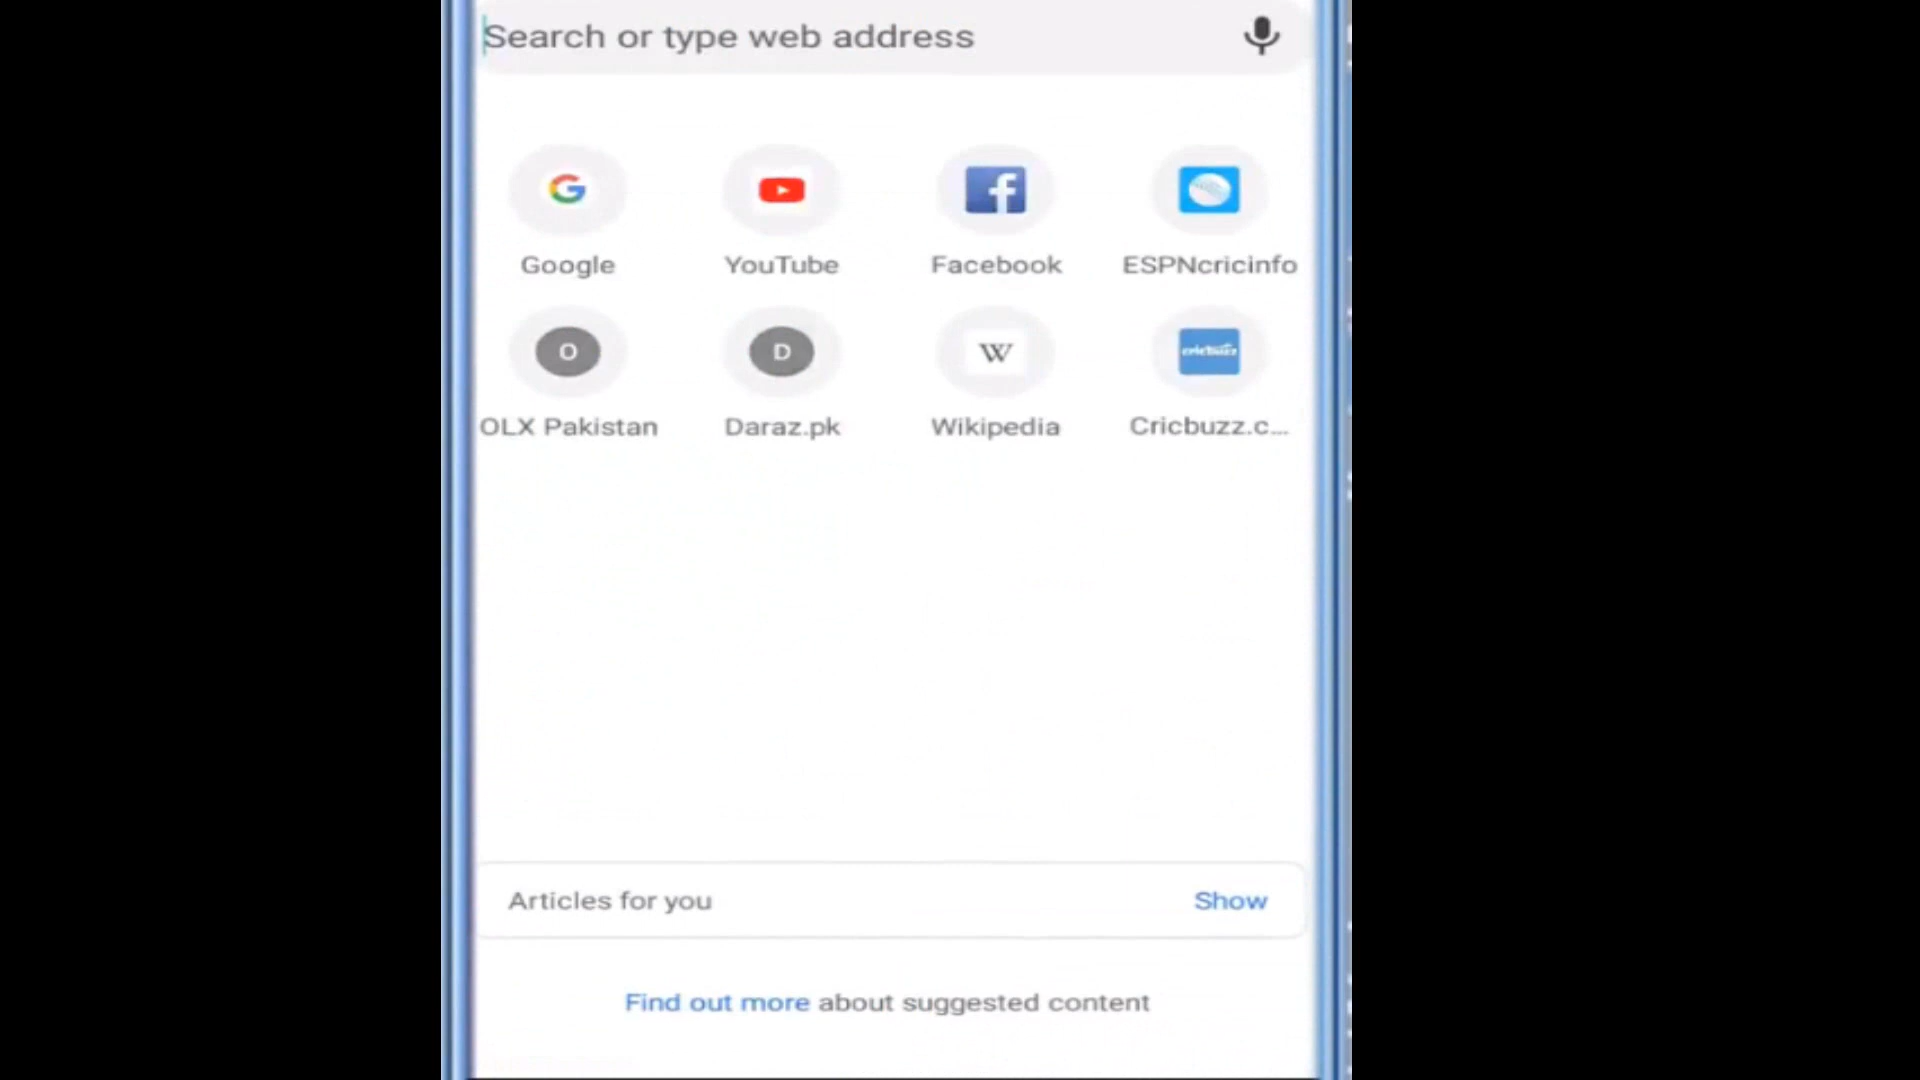 Search or type web address
Google YouTube Facebook ESPNcricinfo
O D W cricbuzz
OLX Pakistan Daraz.pk Wikipedia Cricbuzz.c...
Articles for you Show
Find out more about suggested content